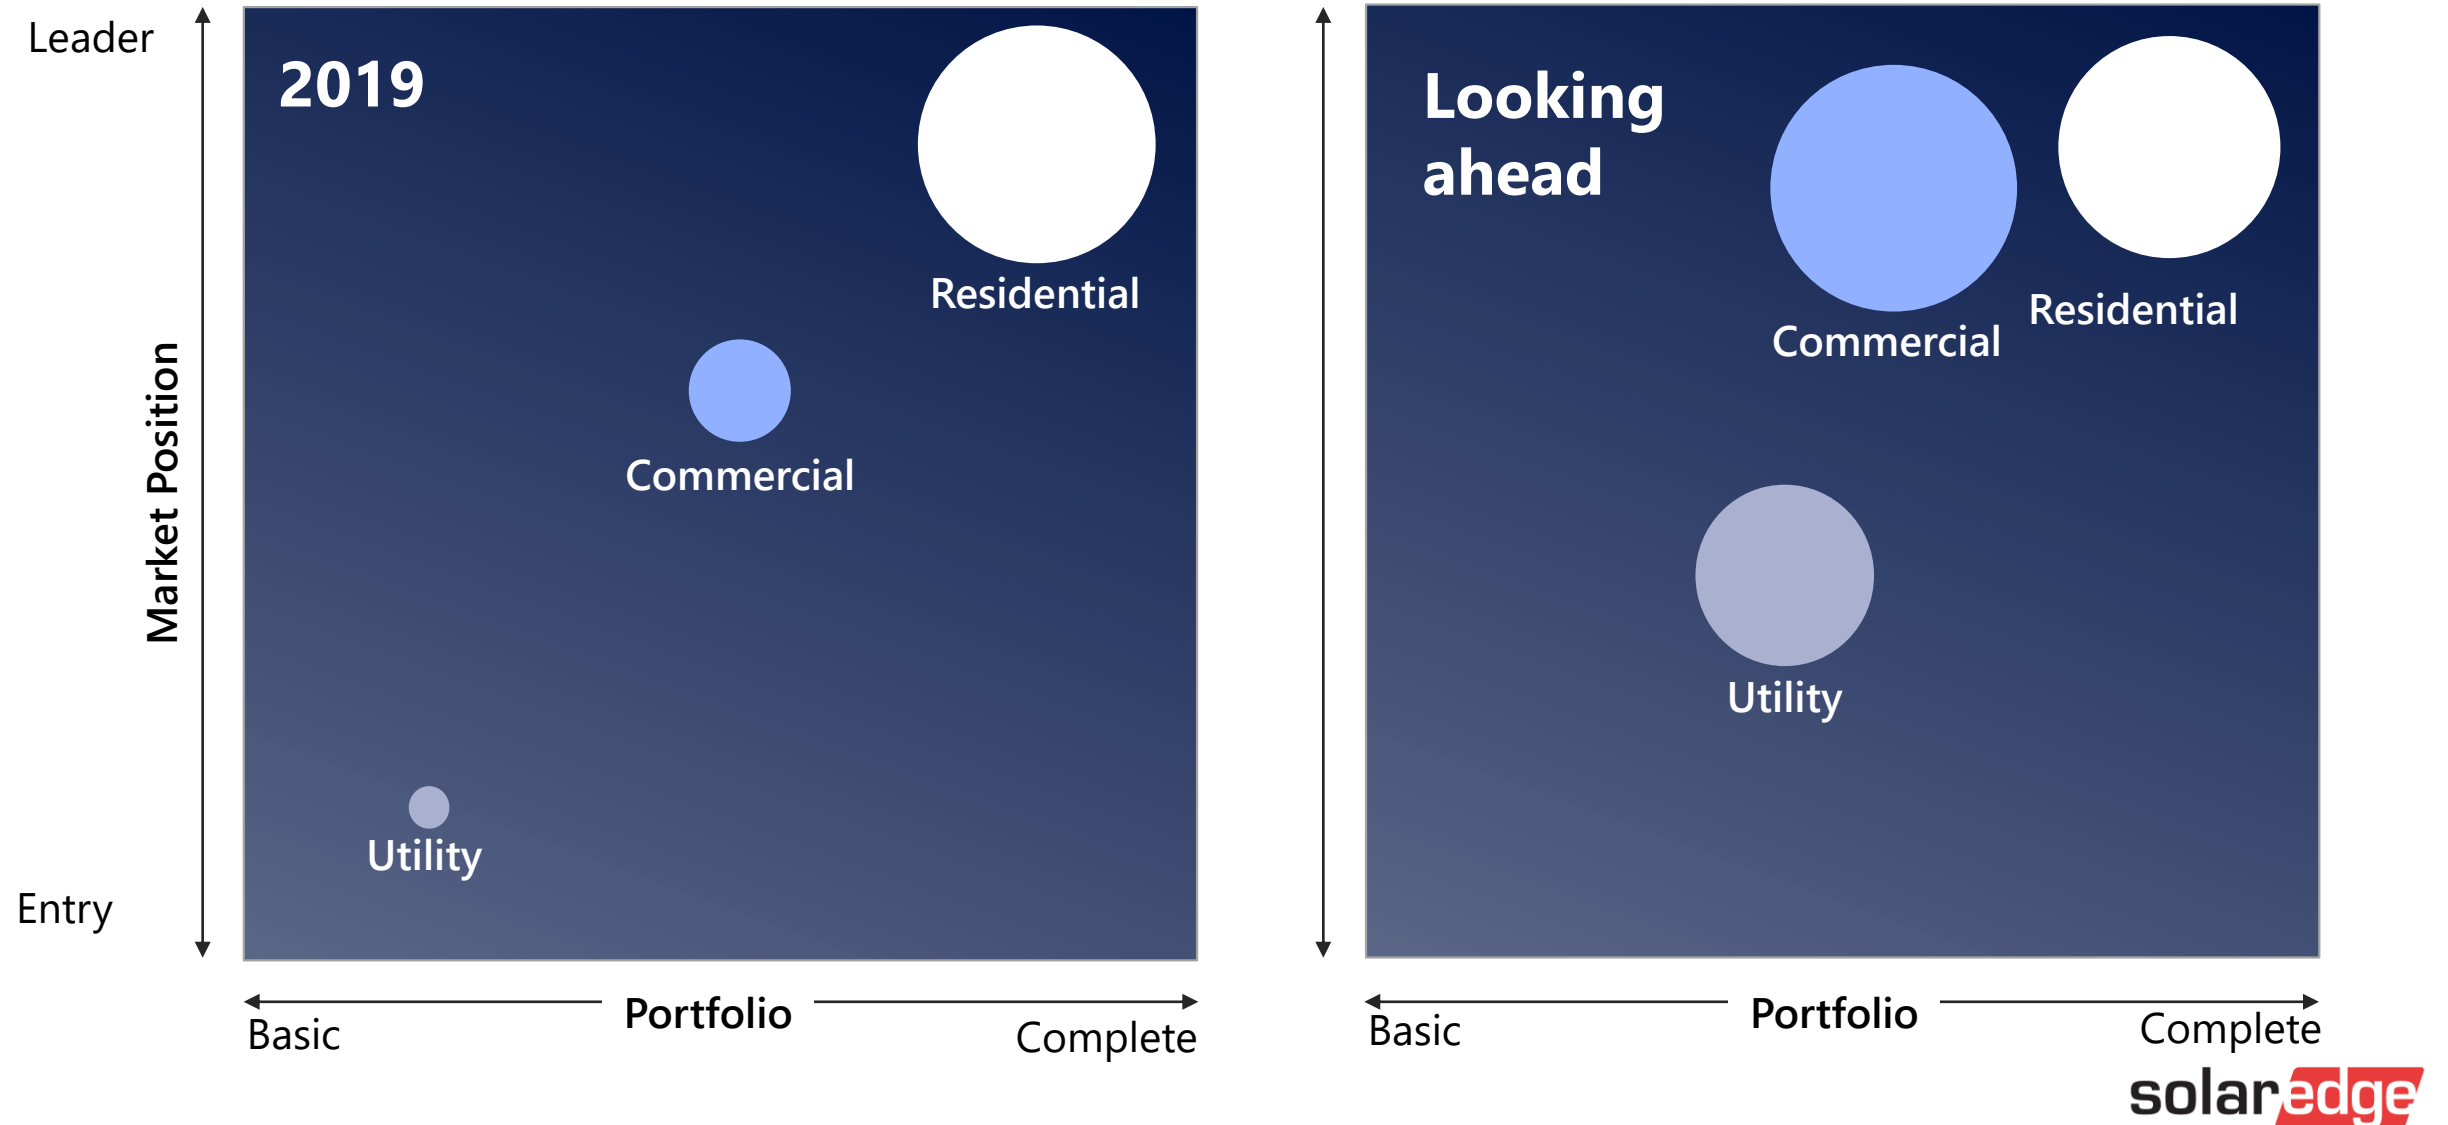 Leader
Market Position
Entry
2019
Residential
Commercial
Utility
Basic
Portfolio
Complete
Looking
ahead
Residential
Commercial
Utility
Basic
Portfolio
Complete
solaredge